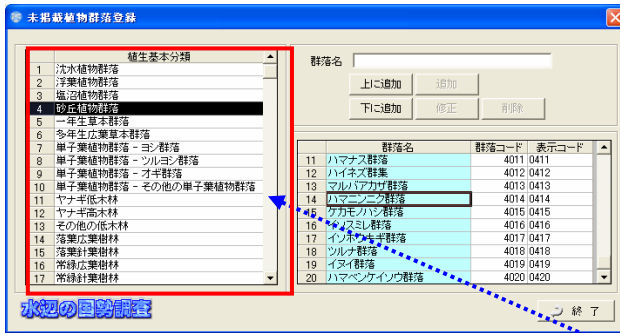 未掲載植物群落登録
植生基本分類
1 沈水植物群落
2 浮葉植物群落
3 塩沼植物群落
4 砂丘植物群落
5 一年生草本群落
6 多年生広葉草本群落
7 単子葉植物群落 - ヨシ群落
8 単子葉植物群落 - ツルヨシ群落
9 単子葉植物群落 - オギ群落
10 単子葉植物群落 - その他の単子葉植物群落
11 ヤナギ低木林
12 ヤナギ高木林
13 その他の低木林
14 落葉広葉樹林
15 落葉針葉樹林
16 常緑広葉樹林
17 常緑針葉樹林
水辺の国勢調査
群落名
上に追加 追加
下に追加 修正 削除
群落名 群落コード 表示コード
11 ハマナス群落 4011 0411
12 ハイネズ群集 4012 0412
13 マルバアカザ群落 4013 0413
14 ハマニンニク群落 4014 0414
15 ケカモノハシ群落 4015 0415
16 イソスミレ群落 4016 0416
17 イソホウキギ群落 4017 0417
18 ツルナ群落 4018 0418
19 イヌイ群落 4019 0419
20 ハマベンケイソウ群落 4020 0420
終了